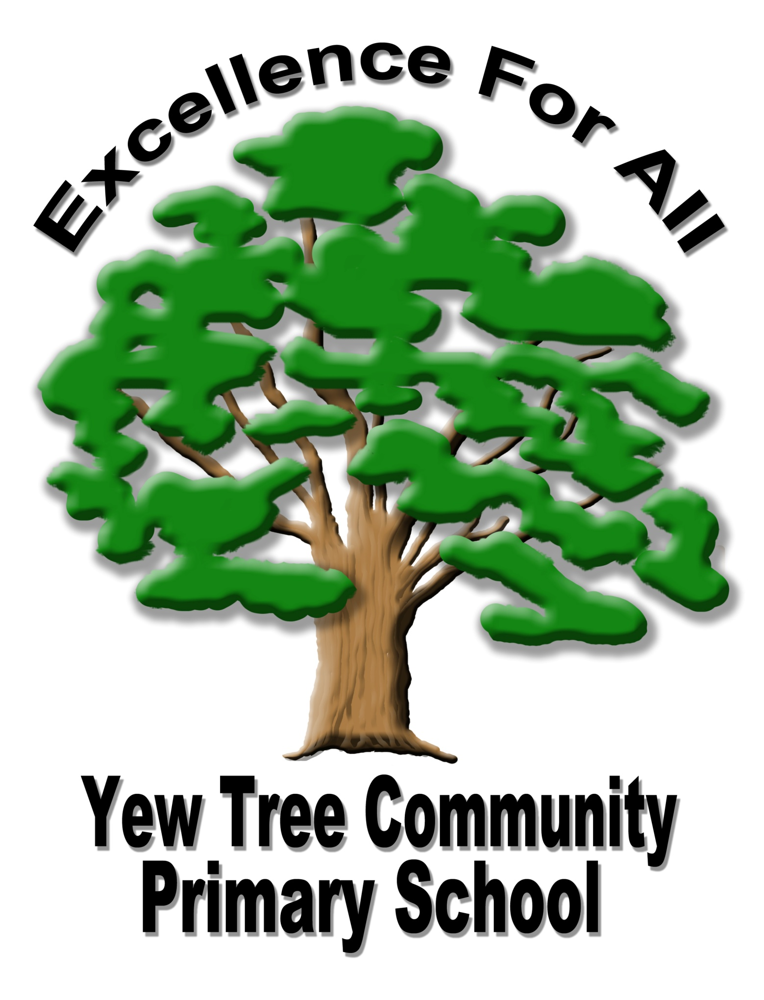 Excellence For All
Yew Tree Community
Primary School